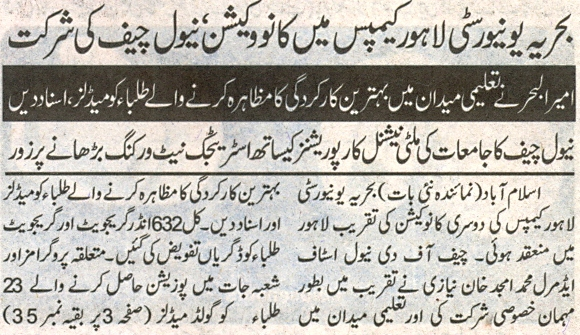 بحریہ یونیورسٹی لاہور کیمپس میں کانووکیشن، نیول چیف کی شرکت
امیر البحر نے تعلیمی میدان میں بہترین کارکردگی کا مظاہرہ کرنے والے طلباء کو میڈلز، اسناد دیں
نیول چیف کا جامعات کی ملٹی نیشنل کارپوریشنز کیساتھ اسٹریٹجک نیٹ ورکنگ بڑھانے پر زور
اسلام آباد (نمائندہ نئی بات) بحریہ یونیورسٹی
لاہور کیمپس کی دوسری کانوکیشن کی تقریب لاہور
میں منعقد ہوئی۔ چیف آف دی نیول اسٹاف
ایڈمرل محمد امجد خان نیازی نے تقریب میں بطور
مہمان خصوصی شرکت کی اور تعلیمی میدان میں
بہترین کارکردگی کا مظاہرہ کرنے والے طلباء کو میڈلز
اور اسناد دیں۔ کل 632 انڈر گریجویٹ اور گریجویٹ
طلباء کو ڈگریاں تفویض کی گئیں۔ متعلقہ پروگرامز اور
شعبہ جات میں پوزیشن حاصل کرنے والے 23
طلباء کو گولڈ میڈلز (صفحہ 3 پر بقیہ نمبر 35)